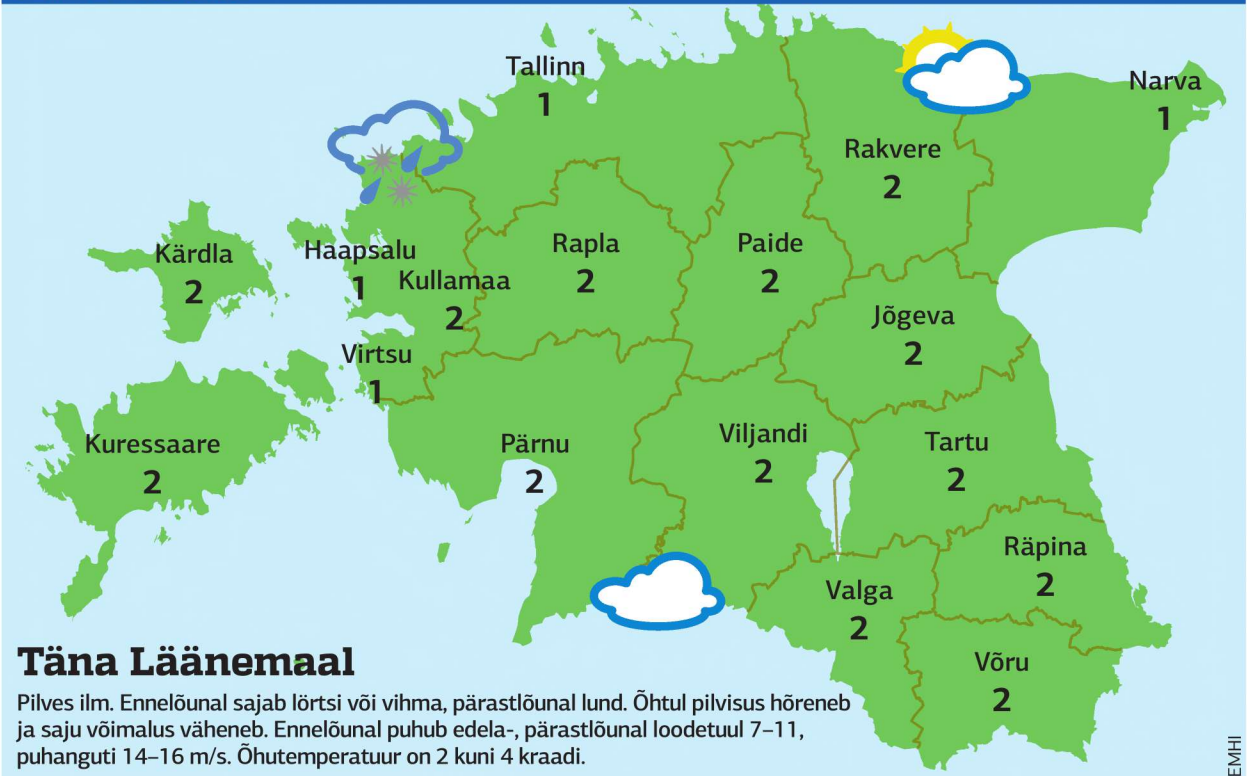 Tallinn
1
Narva
1
Rakvere
2
Kärdla
2
Haapsalu
1
Kullamaa
2
Rapla
2
Paide
2
Jõgeva
2
Virtsu
1
Kuressaare
2
Pärnu
2
Viljandi
2
Tartu
2
Räpina
2
Valga
2
Võru
2
Täna Läänemaal
Pilves ilm. Ennelõunal sajab lörtsi või vihma, pärastlõunal lund. Õhtul pilvisus hõreneb
ja saju võimalus väheneb. Ennelõunal puhub edela-, pärastlõunal loodetuul 7–11,
puhanguti 14–16 m/s. Õhutemperatuur on 2 kuni 4 kraadi.
EMHI